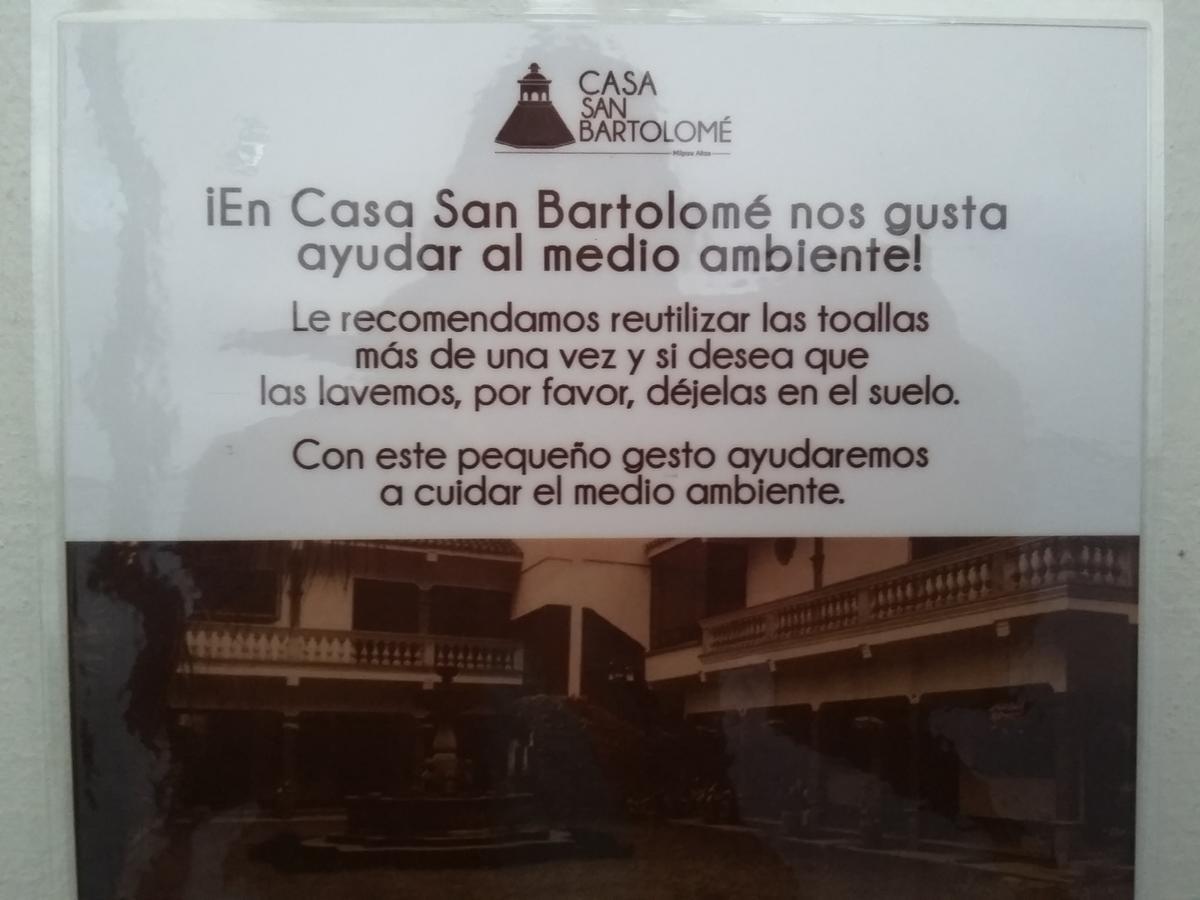 CASA
SAN
BARTOLOMÉ
Milpas Altas
¡En Casa San Bartolomé nos gusta
ayudar al medio ambiente!
Le recomendamos reutilizar las toallas
más de una vez y si desea que
las lavemos, por favor, déjelas en el suelo.
Con este pequeño gesto ayudaremos
a cuidar el medio ambiente.